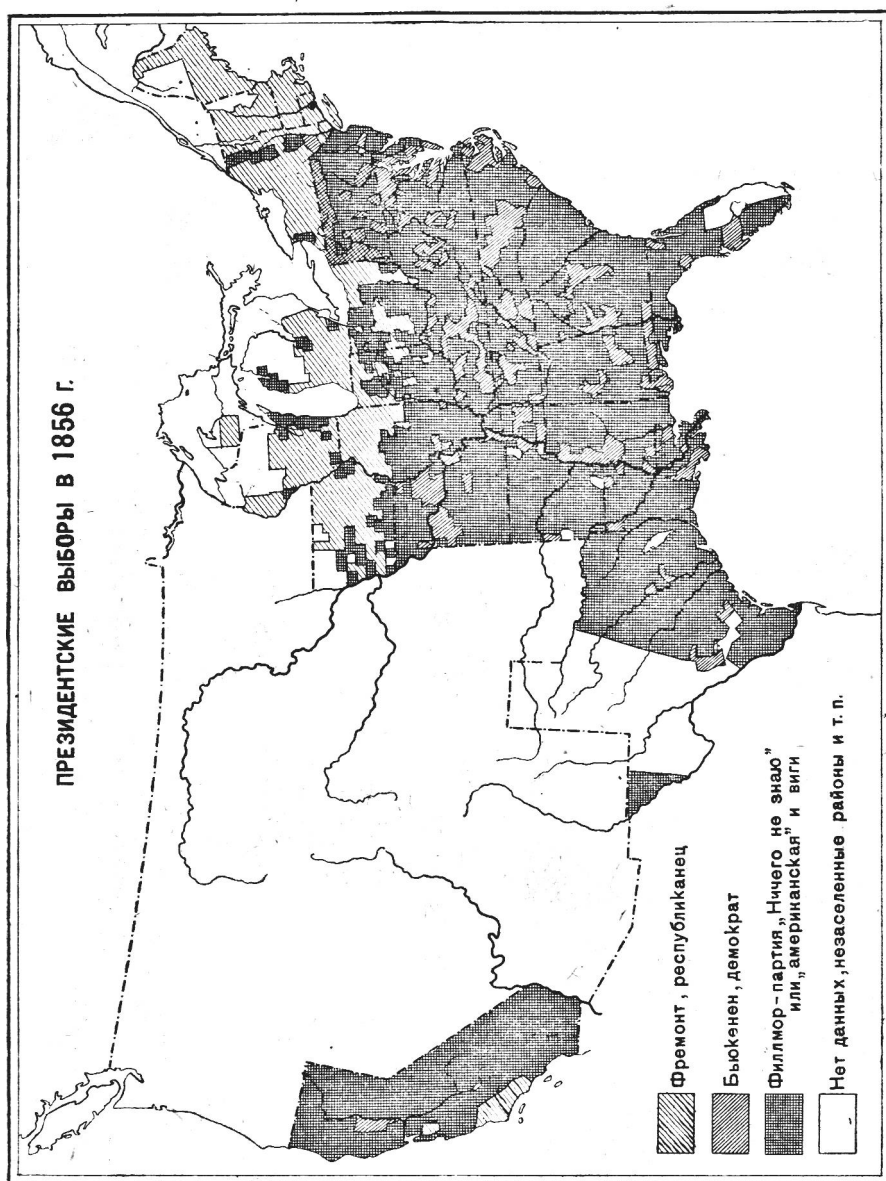 ПРЕЗИДЕНТСКИЕ ВЫБОРЫ В 1856 г.
Фремонт, республиканец
Бьюкенен, демократ
Филлмор-партия „Ничего не знаю”
или „американская” и виги
Нет данных, незаселенные районы и т.п.